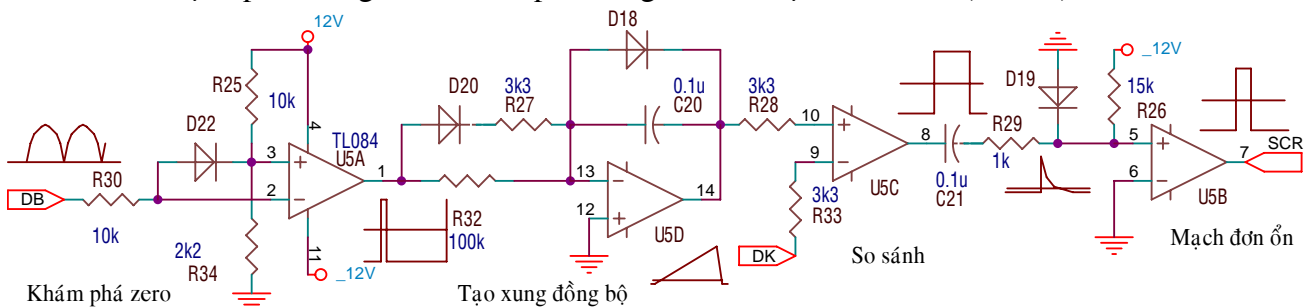 12V
R25
10k
D22
4
TL084
U5A
3
2
1
11
_12V
DB
R30
10k
2k2
R34
Khám phá zero
D20
3k3
R27
R32
100k
D18
0.1u
C20
13
12
14
U5D
Tạo xung đồng bộ
3k3
R28
10
9
8
U5C
3k3
R33
DK
So sánh
0.1u
C21
R29
1k
D19
_12V
15k
R26
5
6
7
U5B
SCR
Mạch đơn ổn